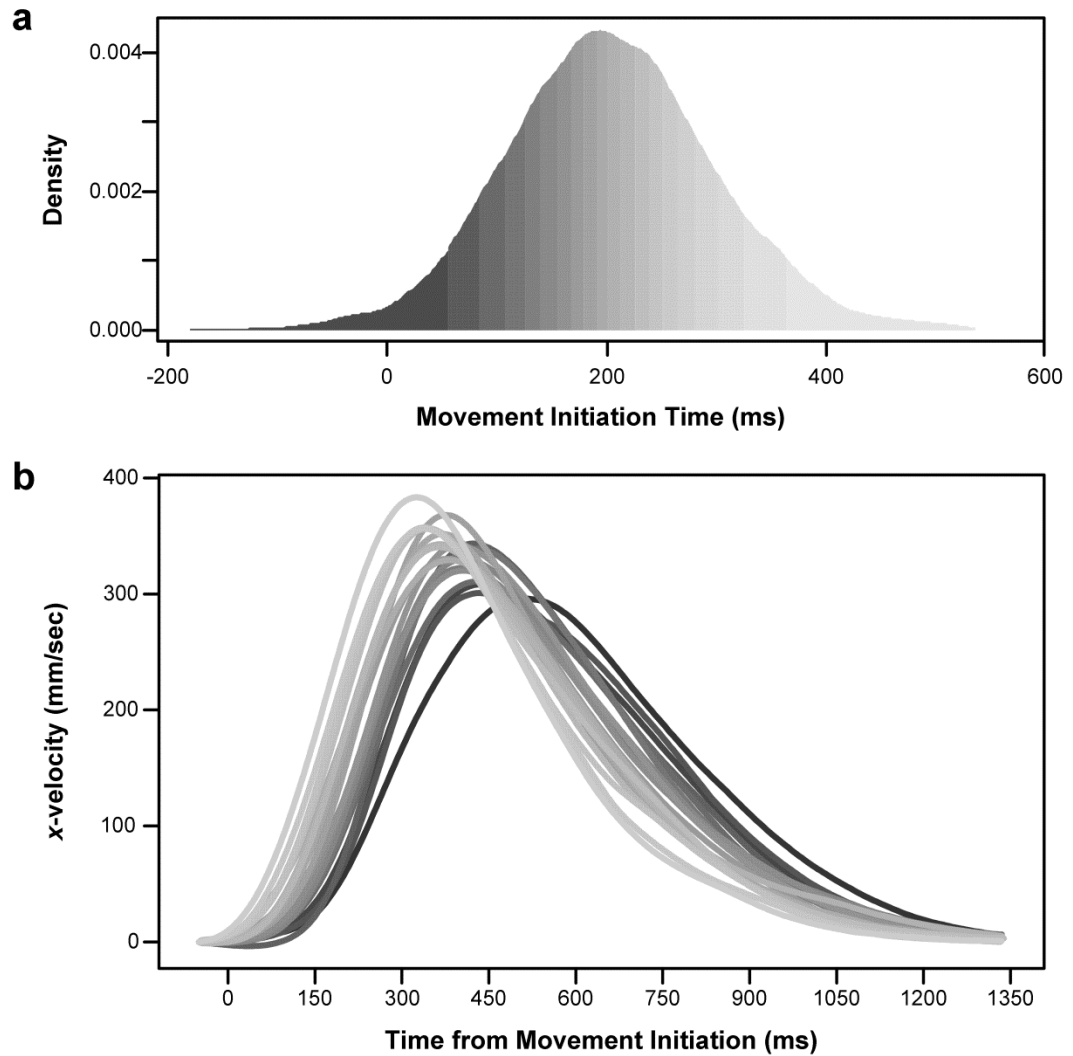 a
0.004
0.002
0.000
Density
-200 0 200 400 600
Movement Initiation Time (ms)
b
400
300
200
100
0
x-velocity (mm/sec)
0 150 300 450 600 750 900 1050 1200 1350
Time from Movement Initiation (ms)